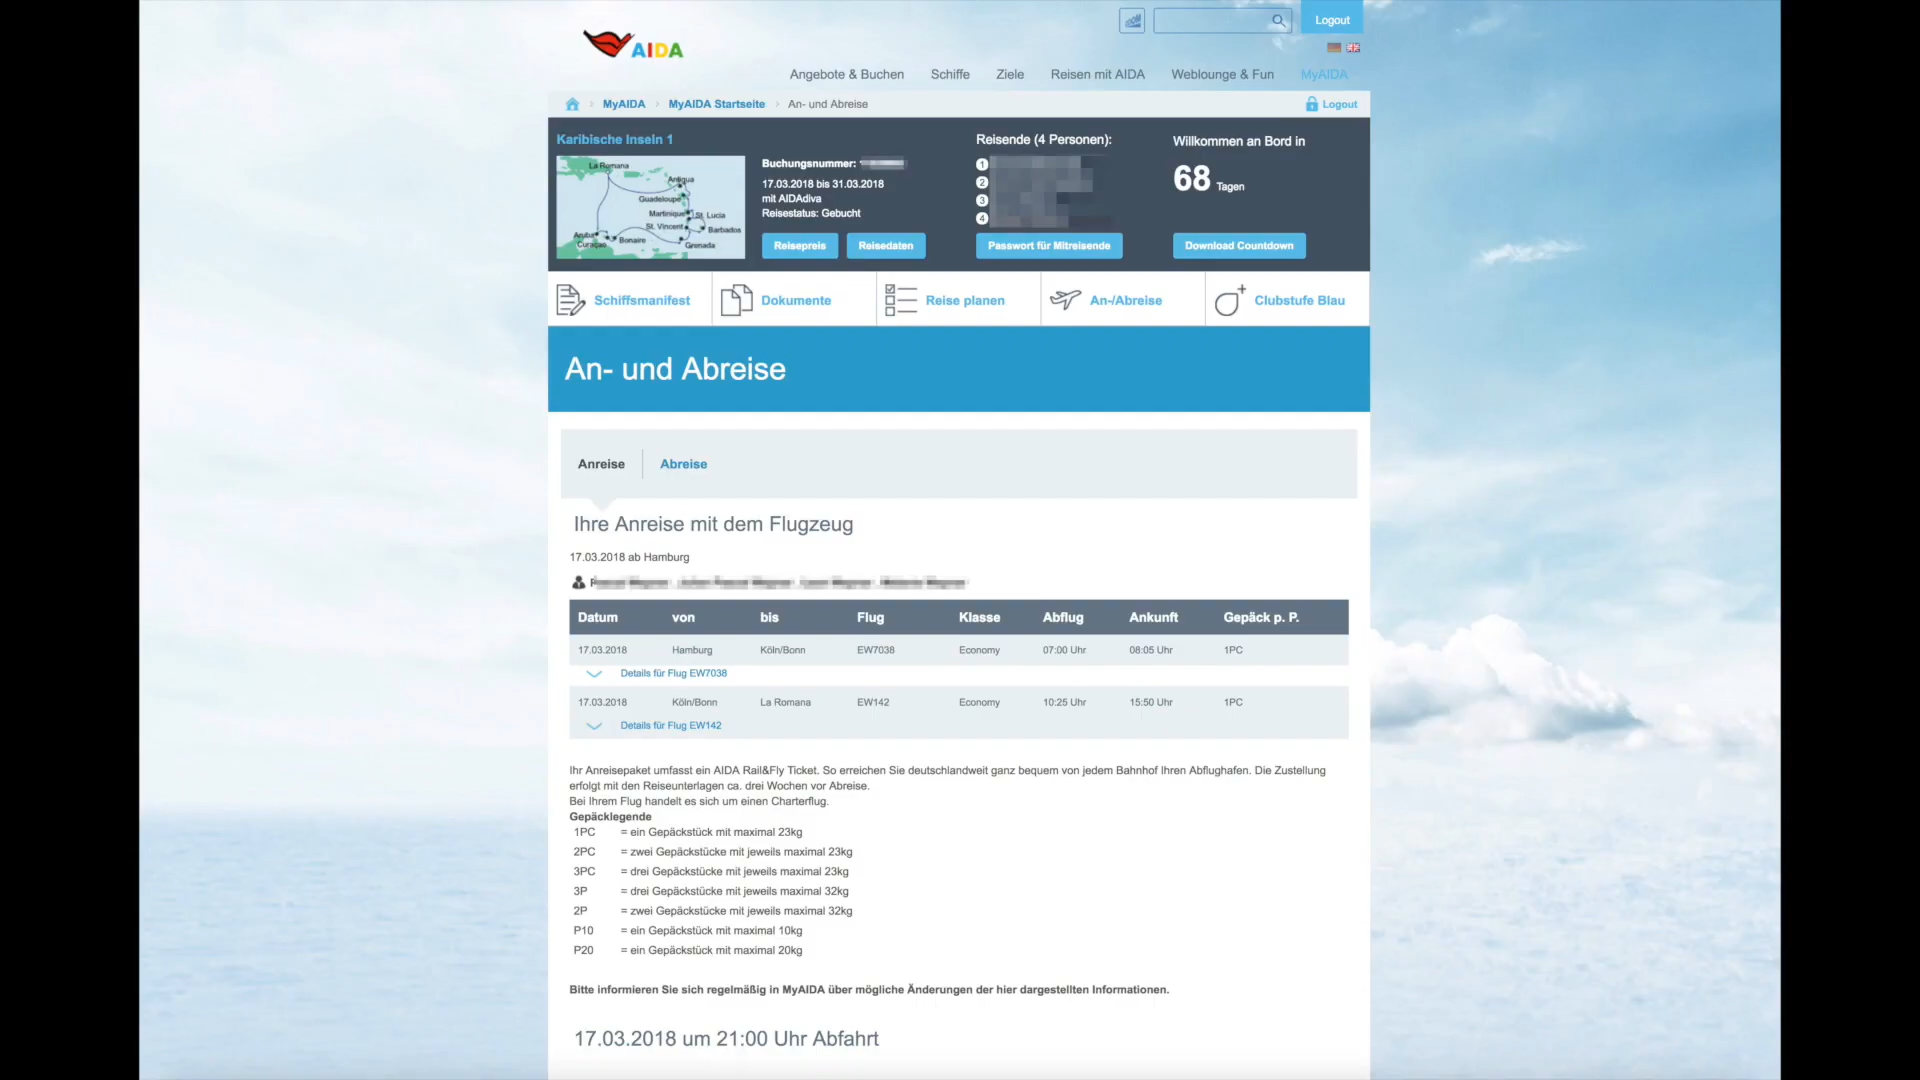 Logout
AIDA
Angebote & Buchen Schiffe Ziele Reisen mit AIDA Weblounge & Fun MyAIDA
MyAIDA MyAIDA Startseite An- und Abreise Logout
Karibische Inseln 1
La Romana
Antigua
Guadeloupe
Martinique
St. Lucia
St. Vincent
Barbados
Aruba
Curaçao
Bonaire
Grenada
Buchungsnummer:
17.03.2018 bis 31.03.2018
mit AIDAdiva
Reisestatus: Gebucht
Reisepreis Reisedaten
Reisende (4 Personen):
1
2
3
4
Passwort für Mitreisende
Willkommen an Bord in
68 Tagen
Download Countdown
Schiffsmanifest Dokumente Reise planen An-/Abreise Clubstufe Blau
An- und Abreise
Anreise Abreise
Ihre Anreise mit dem Flugzeug
17.03.2018 ab Hamburg
Datum von bis Flug Klasse Abflug Ankunft Gepäck p. P.
17.03.2018 Hamburg Köln/Bonn EW7038 Economy 07:00 Uhr 08:05 Uhr 1PC
Details für Flug EW7038
17.03.2018 Köln/Bonn La Romana EW142 Economy 10:25 Uhr 15:50 Uhr 1PC
Details für Flug EW142
Ihr Anreisepaket umfasst ein AIDA Rail&Fly Ticket. So erreichen Sie deutschlandweit ganz bequem von jedem Bahnhof Ihren Abflughafen. Die Zustellung
erfolgt mit den Reiseunterlagen ca. drei Wochen vor Abreise.
Bei Ihrem Flug handelt es sich um einen Charterflug.
Gepäcklegende
1PC = ein Gepäckstück mit maximal 23kg
2PC = zwei Gepäckstücke mit jeweils maximal 23kg
3PC = drei Gepäckstücke mit jeweils maximal 23kg
3P = drei Gepäckstücke mit jeweils maximal 32kg
2P = zwei Gepäckstücke mit jeweils maximal 32kg
P10 = ein Gepäckstück mit maximal 10kg
P20 = ein Gepäckstück mit maximal 20kg
Bitte informieren Sie sich regelmäßig in MyAIDA über mögliche Änderungen der hier dargestellten Informationen.
17.03.2018 um 21:00 Uhr Abfahrt